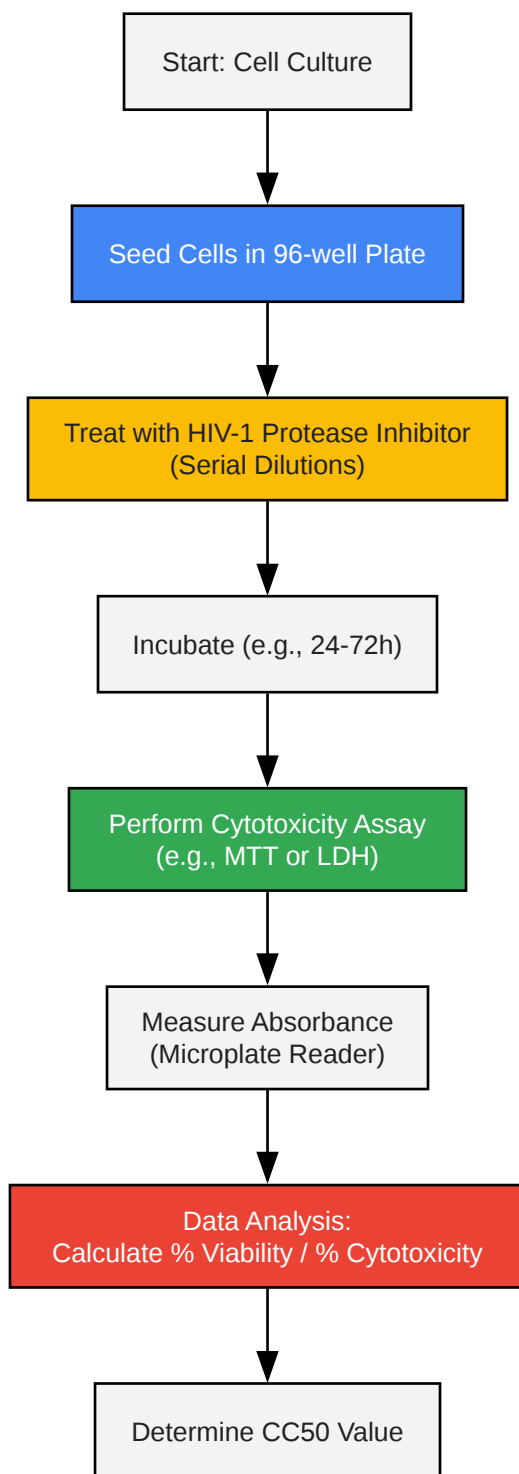 Start: Cell Culture
Seed Cells in 96-well Plate
Treat with HIV-1 Protease Inhibitor
(Serial Dilutions)
Incubate (e.g., 24-72h)
Perform Cytotoxicity Assay
(e.g., MTT or LDH)
Measure Absorbance
(Microplate Reader)
Data Analysis:
Calculate % Viability / % Cytotoxicity
Determine CC50 Value